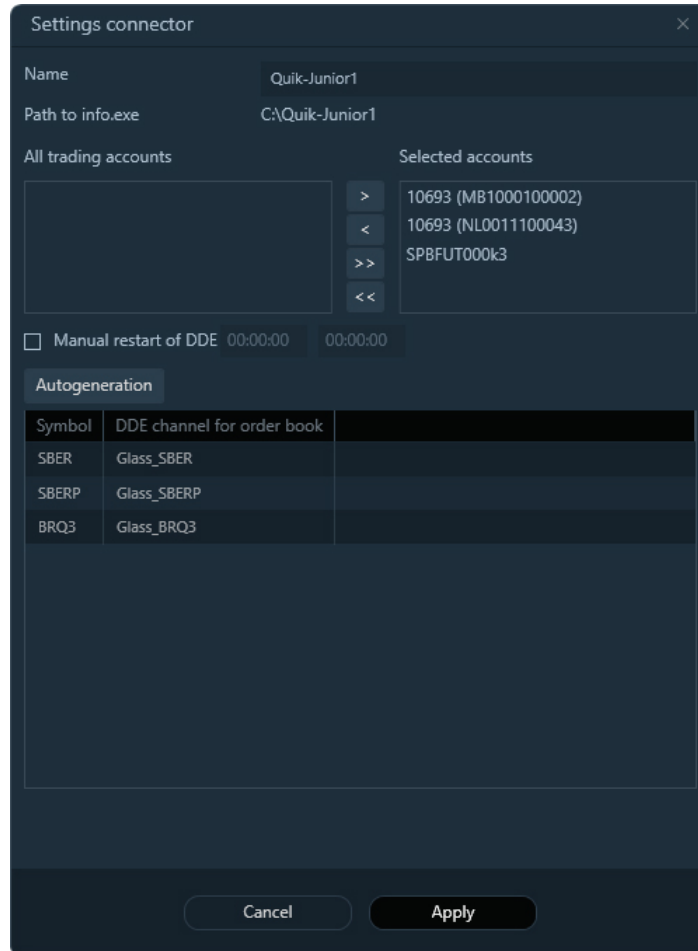 Settings connector ×
Name Quik-Junior1
Path to info.exe C:\Quik-Junior1
All trading accounts Selected accounts
> 10693 (MB1000100002)
< 10693 (NL0011100043)
>> SPBFUT000k3
<<
Manual restart of DDE 00:00:00 00:00:00
Autogeneration
Symbol DDE channel for order book
SBER Glass_SBER
SBERP Glass_SBERP
BRQ3 Glass_BRQ3
Cancel Apply